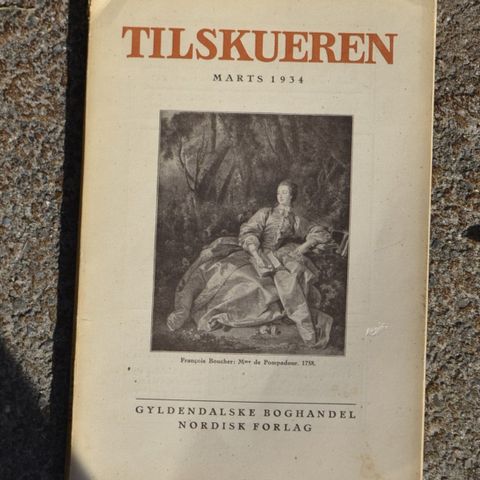 TILSKUEREN
MARTS 1934
François Boucher: Mme de Pompadour. 1758.
GYLDENDALSKE BOGHANDEL
NORDISK FORLAG